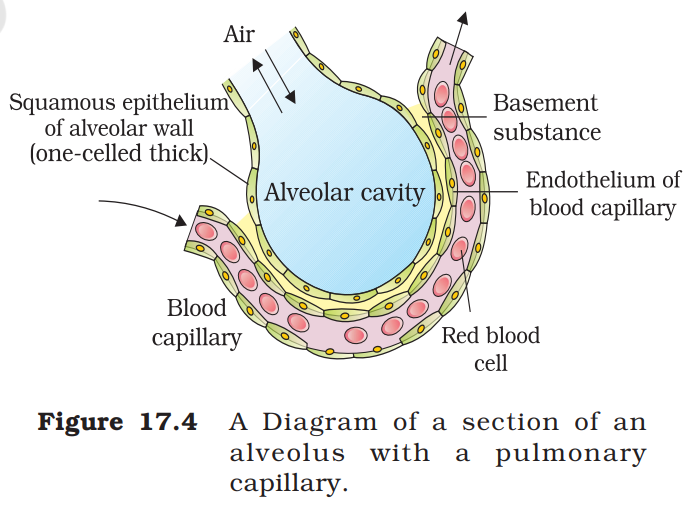 Air
Squamous epithelium
of alveolar wall
(one-celled thick)
Basement
substance
Alveolar cavity
Endothelium of
blood capillary
Blood
capillary
Red blood
cell
Figure 17.4 A Diagram of a section of an
alveolus with a pulmonary
capillary.